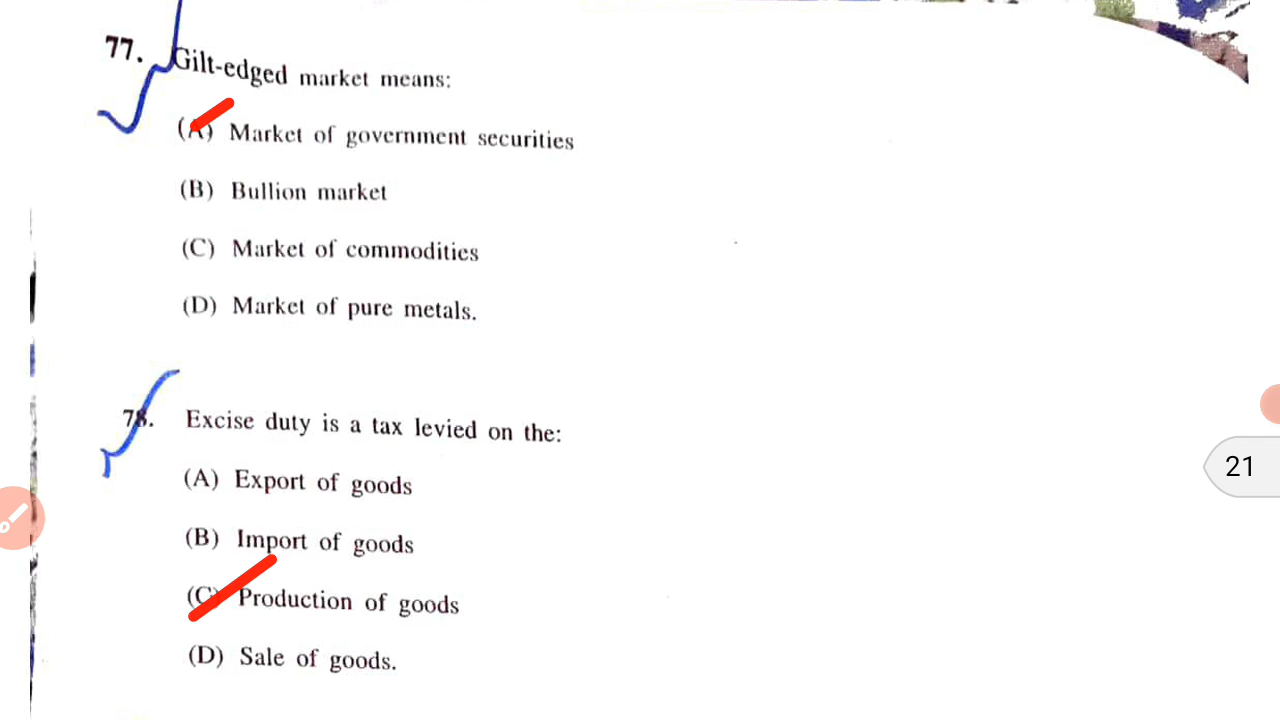 77. Gilt-edged market means:
(A) Market of government securities
(B) Bullion market
(C) Market of commodities
(D) Market of pure metals.
78. Excise duty is a tax levied on the:
(A) Export of goods
(B) Import of goods
21
(C) Production of goods
(D) Sale of goods.